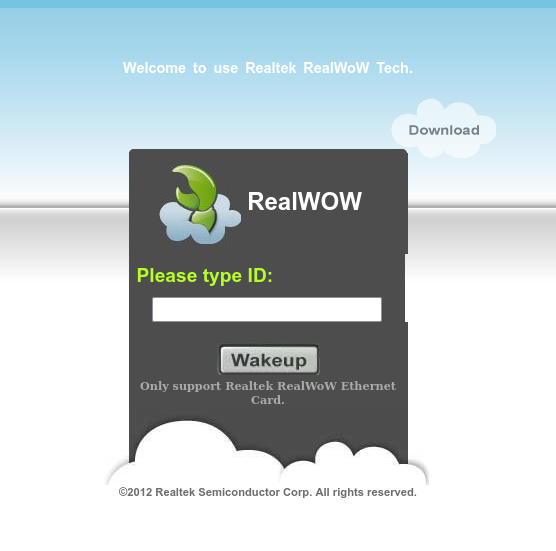 Welcome to use Realtek RealWoW Tech.
Download
RealWOW
Please type ID:
Wakeup
Only support Realtek RealWoW Ethernet
Card.
©2012 Realtek Semiconductor Corp. All rights reserved.